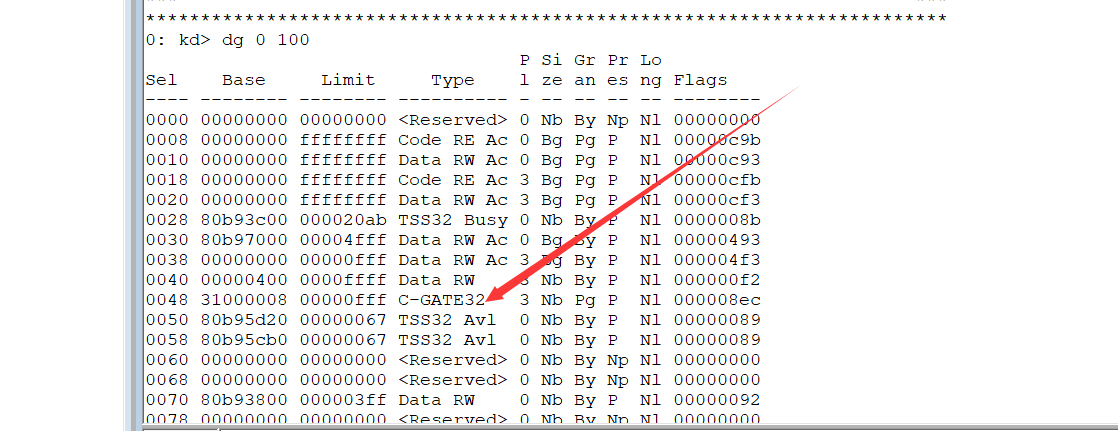 *************************************************************************
0: kd> dg 0 100
P Si Gr Pr Lo
Sel Base Limit Type l ze an es ng Flags
---- -------- -------- ---------- - -- -- -- -- --------
0000 00000000 00000000 <Reserved> 0 Nb By Np Nl 00000000
0008 00000000 ffffffff Code RE Ac 0 Bg Pg P Nl 00000c9b
0010 00000000 ffffffff Data RW Ac 0 Bg Pg P Nl 00000c93
0018 00000000 ffffffff Code RE Ac 3 Bg Pg P Nl 00000cfb
0020 00000000 ffffffff Data RW Ac 3 Bg Pg P Nl 00000cf3
0028 80b93c00 000020ab TSS32 Busy 0 Nb By P Nl 0000008b
0030 80b97000 00004fff Data RW Ac 0 Bg By P Nl 00000493
0038 00000000 00000fff Data RW Ac 3 Bg By P Nl 000004f3
0040 00000400 0000ffff Data RW 3 Nb By P Nl 000000f2
0048 31000008 00000fff C-GATE32 3 Nb Pg P Nl 000008ec
0050 80b95d20 00000067 TSS32 Avl 0 Nb By P Nl 00000089
0058 80b95cb0 00000067 TSS32 Avl 0 Nb By P Nl 00000089
0060 00000000 00000000 <Reserved> 0 Nb By Np Nl 00000000
0068 00000000 00000000 <Reserved> 0 Nb By Np Nl 00000000
0070 80b93800 000003ff Data RW 0 Nb By P Nl 00000092
0078 00000000 00000000 <Reserved> 0 Nb By Np Nl 00000000